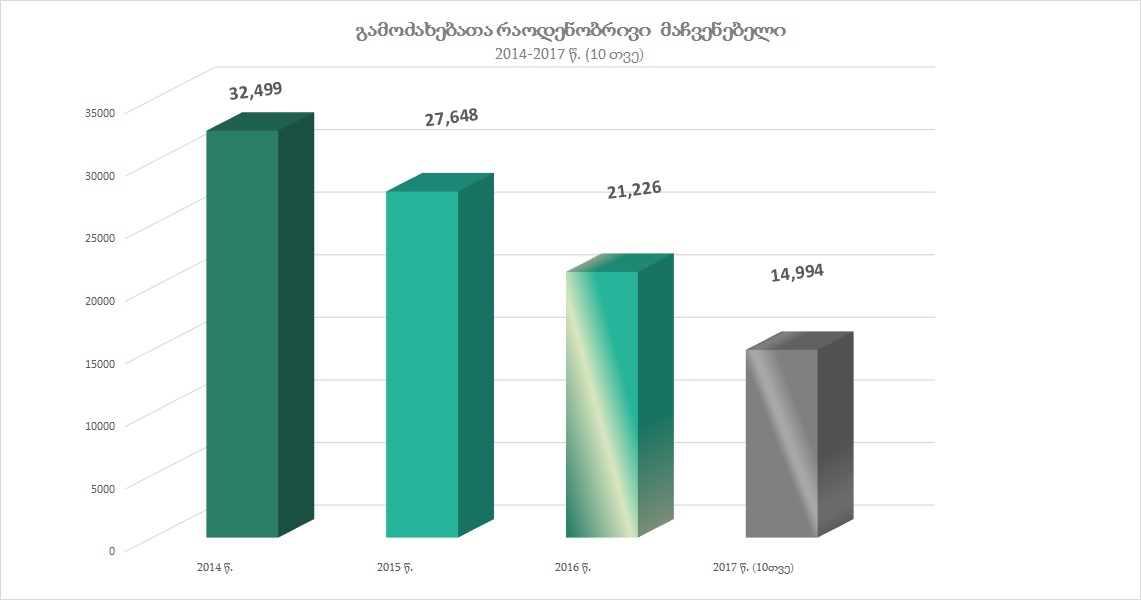 გამოძახებათა რაოდენობრივი მაჩვენებელი
2014-2017 წ. (10 თვე)
32,499
27,648
21,226
14,994
35000
30000
25000
20000
15000
10000
5000
0
2014 წ.
2015 წ.
2016 წ.
2017 წ. (10თვე)